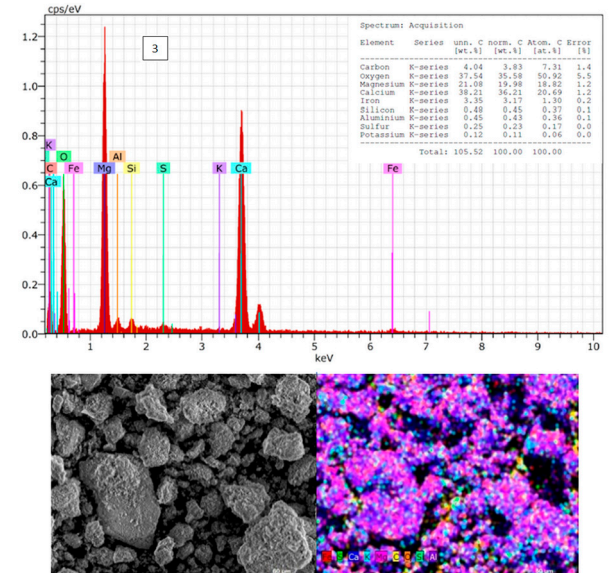 cps/eV
3
Spectrum: Acquisition
Element Series unn. C norm. C Atom. C Error
[wt.%] [wt.%] [at.%] [%]
Carbon K-series 4.04 3.83 7.31 1.4
Oxygen K-series 37.54 35.58 50.92 5.5
Magnesium K-series 21.08 19.98 18.82 1.2
Calcium K-series 38.21 36.21 20.69 1.2
Iron K-series 3.35 3.17 1.30 0.2
Silicon K-series 0.48 0.45 0.37 0.1
Aluminium K-series 0.45 0.43 0.36 0.1
Sulfur K-series 0.25 0.23 0.17 0.0
Potassium K-series 0.12 0.11 0.06 0.0
Total: 105.52 100.00 100.00
1.2
1.0
0.8
0.6
0.4
0.2
0.0
K
O Al
C Fe Mg Si S K Ca Fe
Ca
1 2 3 4 5 6 7 8 9 10
keV
Ca